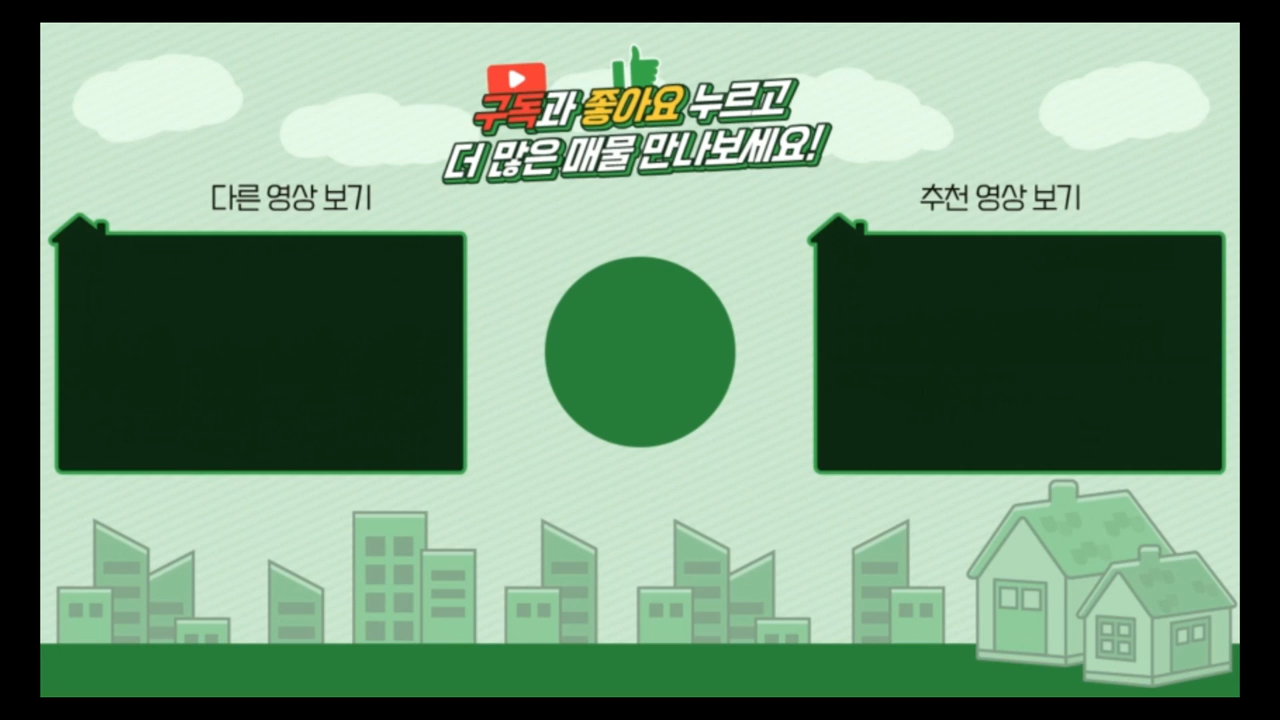 구독과 좋아요 누르고
더 많은 매물 만나보세요!
다른 영상 보기
추천 영상 보기